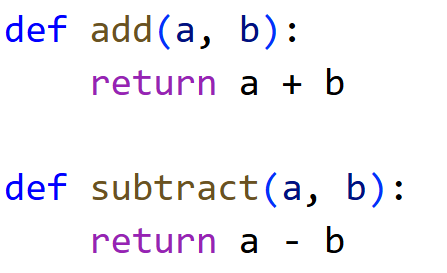 def add(a, b):
    return a + b

def subtract(a, b):
    return a - b